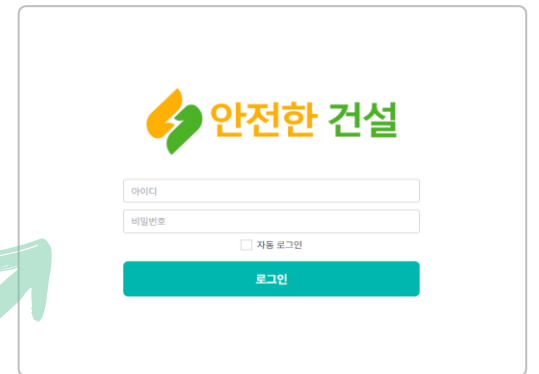 안전한 건설
아이디
비밀번호
자동 로그인
로그인